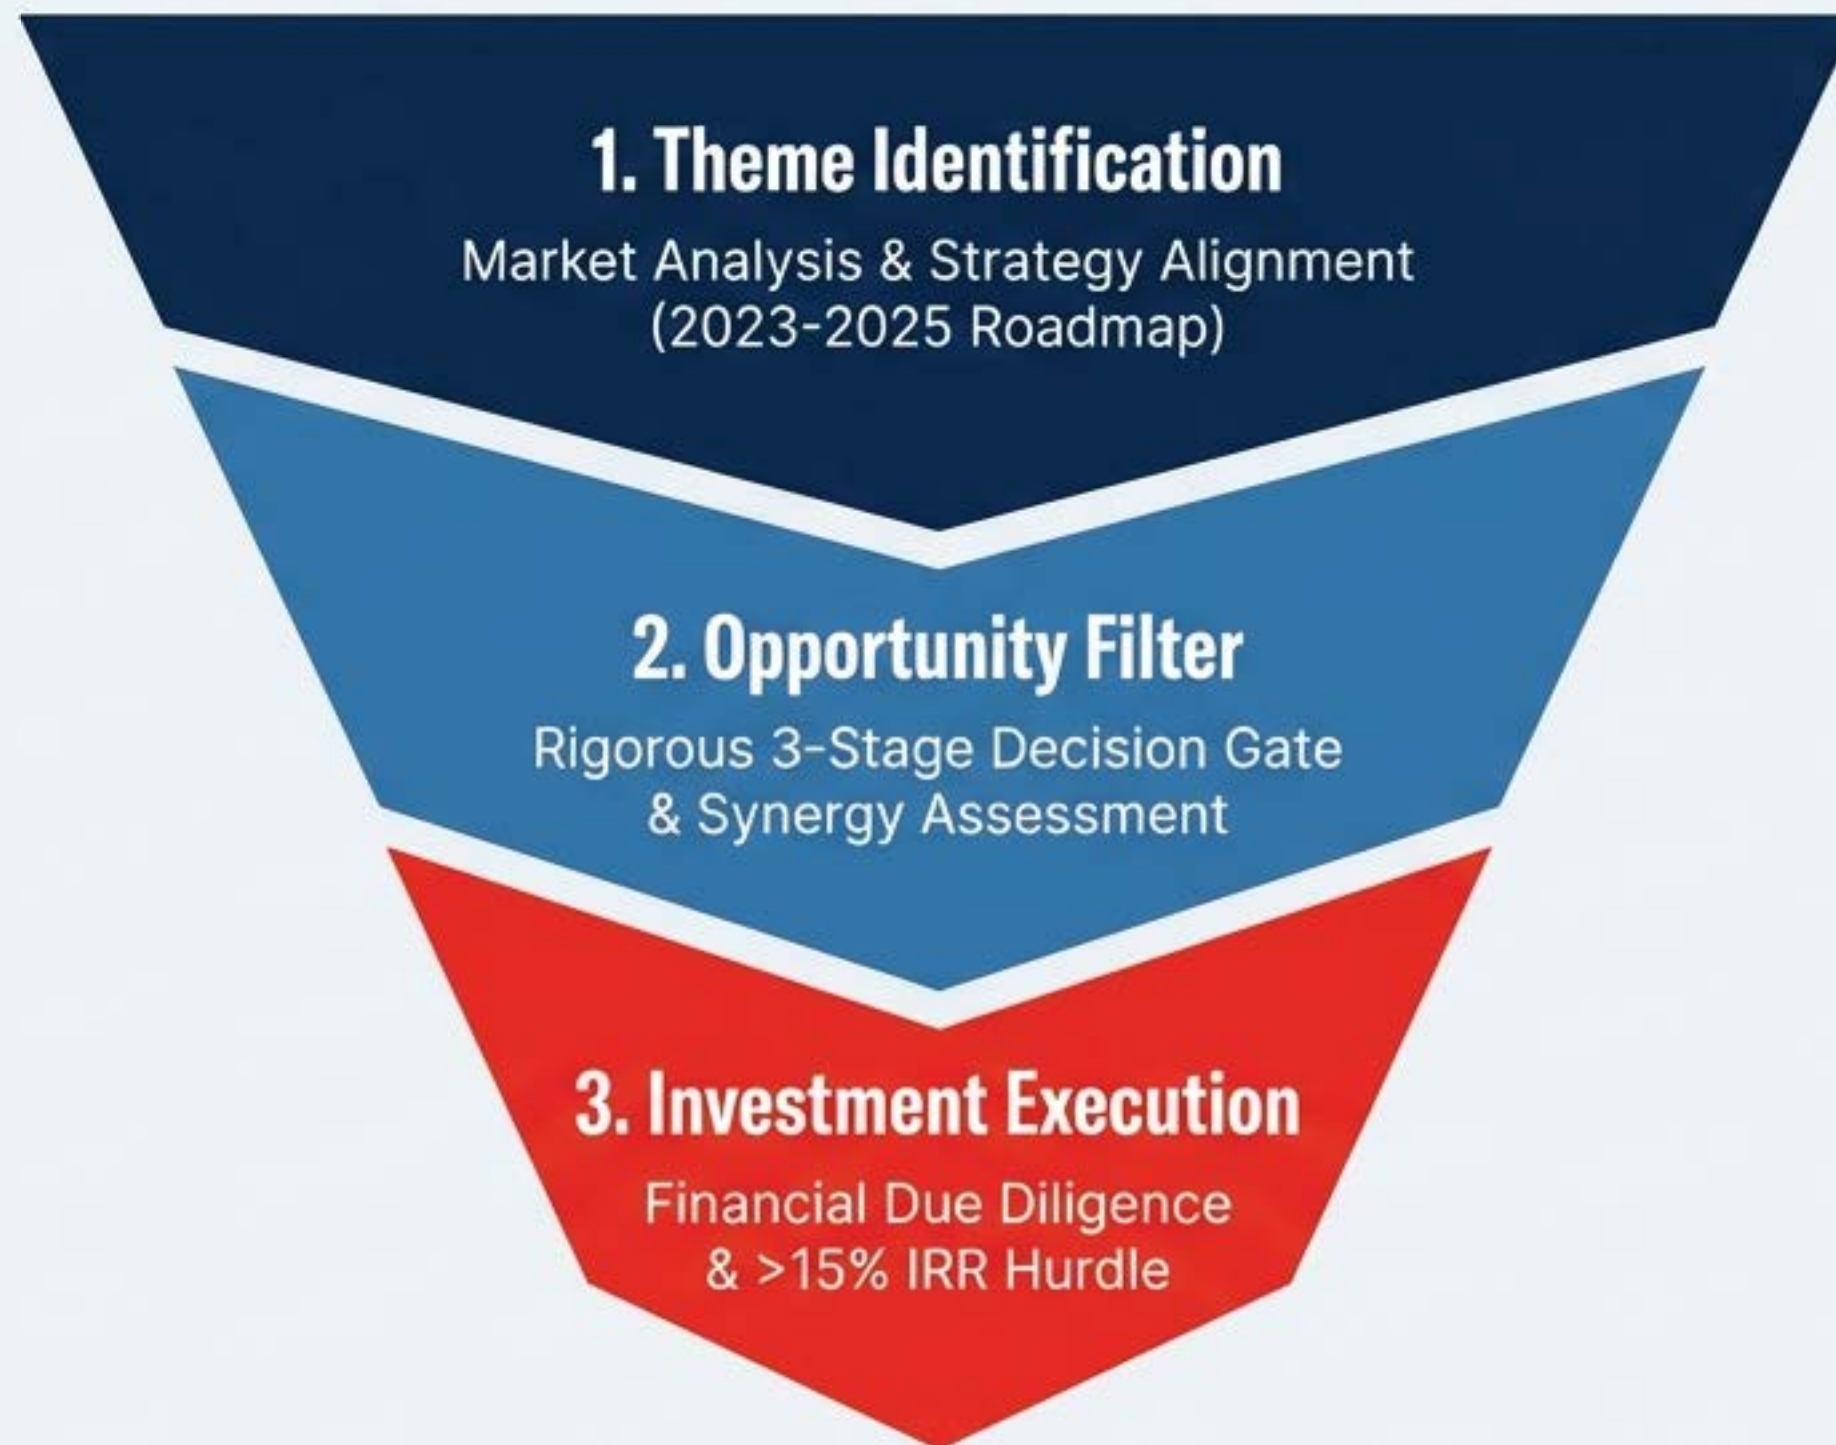 1. Theme Identification
Market Analysis & Strategy Alignment
(2023-2025 Roadmap)
2. Opportunity Filter
Rigorous 3-Stage Decision Gate
& Synergy Assessment
3. Investment Execution
Financial Due Diligence
& >15% IRR Hurdle